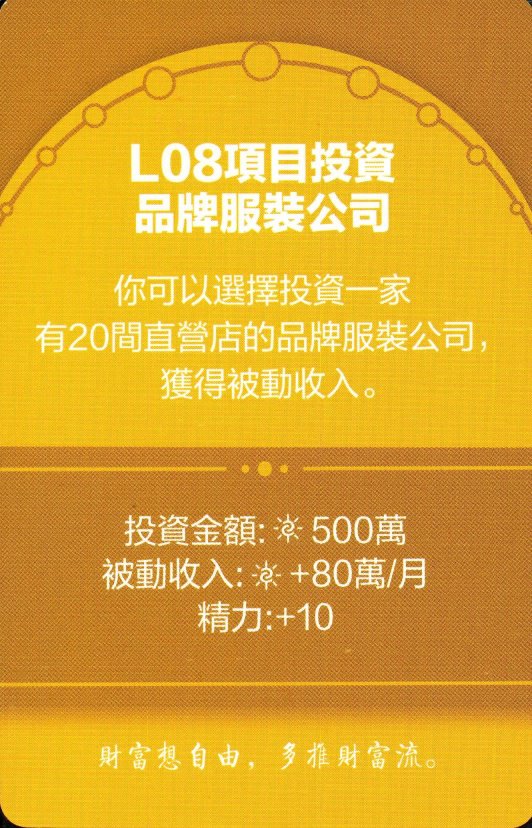 L08項目投資
品牌服裝公司
你可以選擇投資一家
有20間直營店的品牌服裝公司，
獲得被動收入。
投資金額: 500萬
被動收入: +80萬/月
精力:+10
財富想自由，多推財富流。